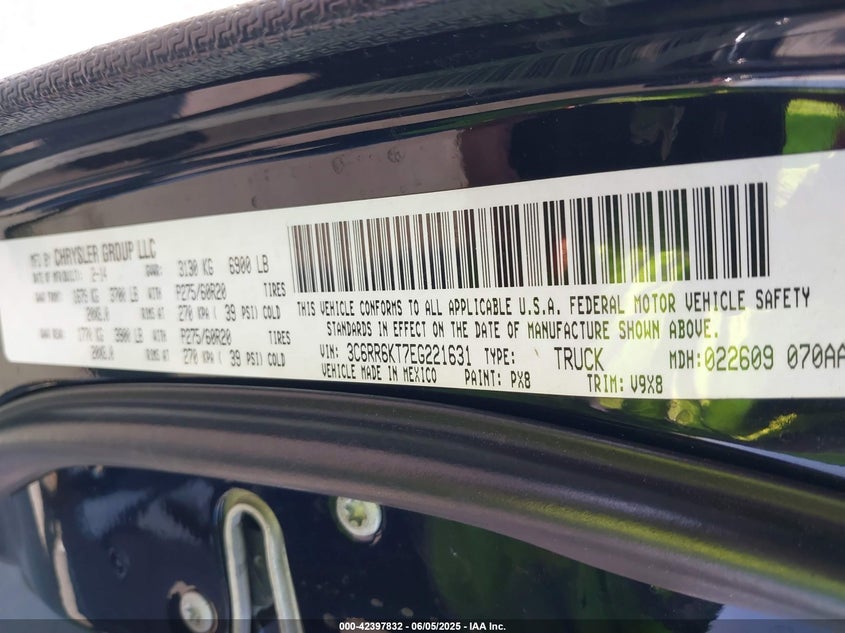 MFD BY CHRYSLER GROUP LLC
DATE OF MFR/BUILT: 2-14 GVWR: 3130 KG 6900 LB
GAWR FRONT: 1675 KG 3700 LB WITH P275/60R20 TIRES
20X8.0 RIMS AT 270 KPA ( 39 PSI) COLD
GAWR REAR: 1770 KG 3900 LB WITH P275/60R20 TIRES
20X8.0 RIMS AT 270 KPA ( 39 PSI) COLD
THIS VEHICLE CONFORMS TO ALL APPLICABLE U.S.A. FEDERAL MOTOR VEHICLE SAFETY
STANDARDS IN EFFECT ON THE DATE OF MANUFACTURE SHOWN ABOVE.
VIN: 3C6RR6KT7EG221631 TYPE: TRUCK MDH:022609 070AA
VEHICLE MADE IN MEXICO PAINT: PX8 TRIM: V9X8
000-42397832 - 06/05/2025 - IAA Inc.